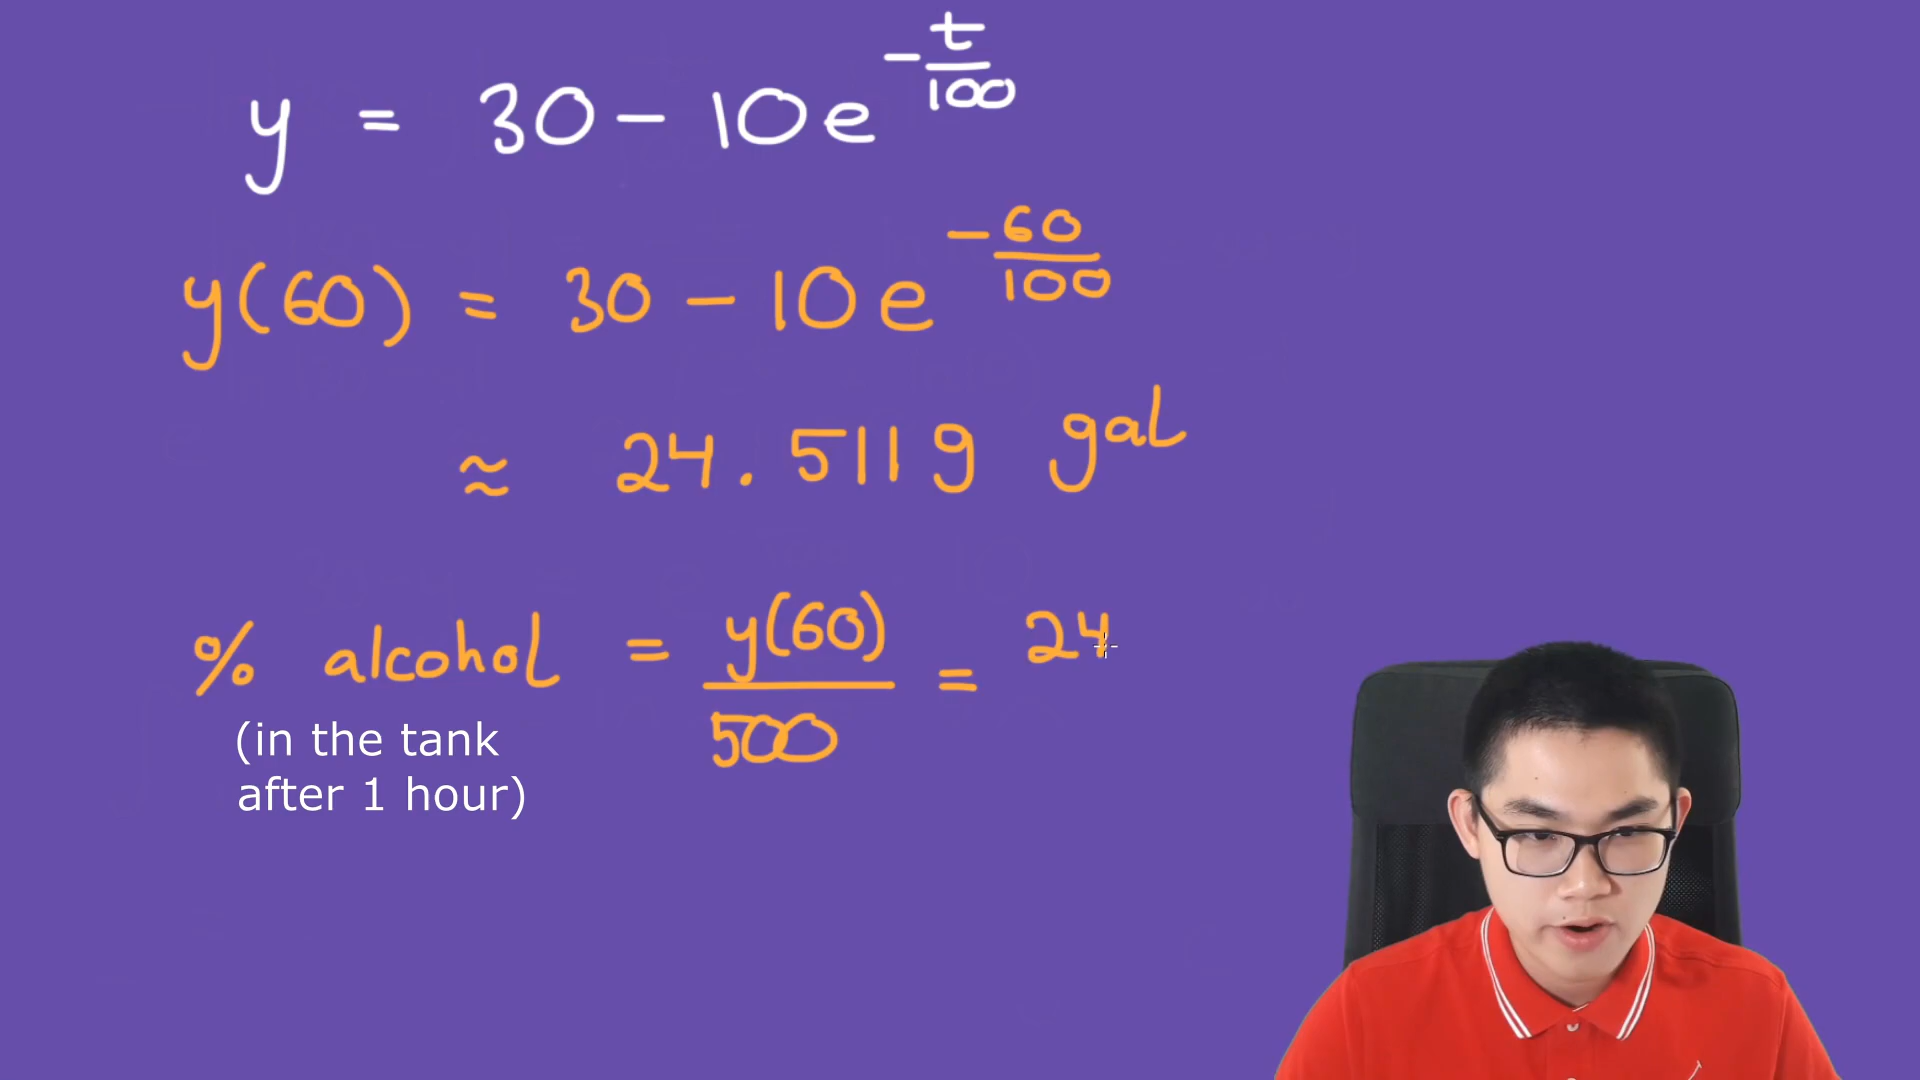 y = 30 - 10e^(-t/100)
y(60) = 30 - 10e^(-60/100)
≈ 24.5119 gal
% alcohol = y(60)/500 = 24
(in the tank
after 1 hour)